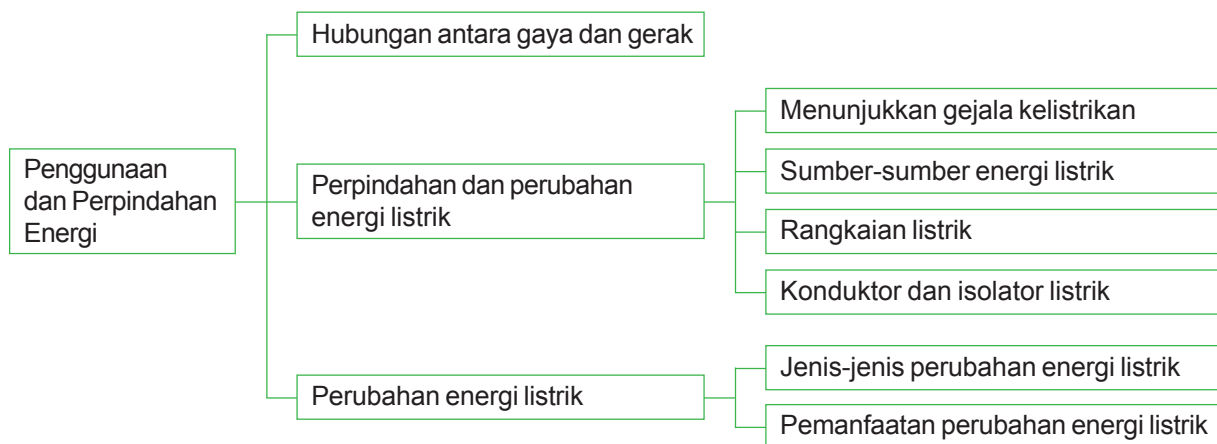 Penggunaan
dan Perpindahan
Energi
Hubungan antara gaya dan gerak
Perpindahan dan perubahan
energi listrik
Menunjukkan gejala kelistrikan
Sumber-sumber energi listrik
Rangkaian listrik
Konduktor dan isolator listrik
Perubahan energi listrik
Jenis-jenis perubahan energi listrik
Pemanfaatan perubahan energi listrik